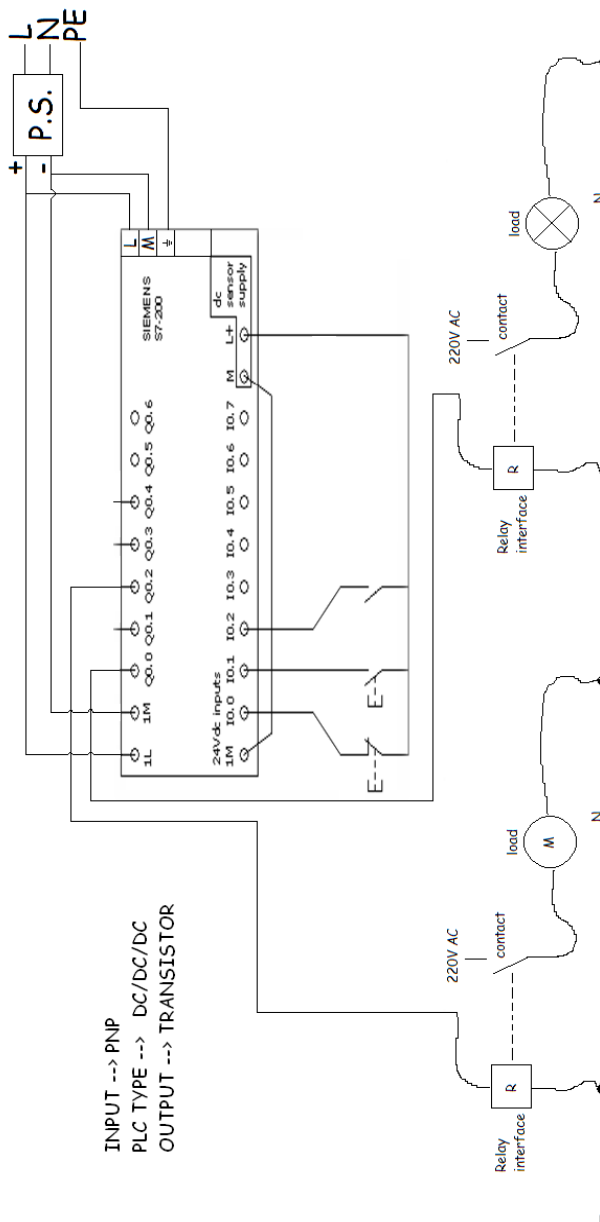 L
N
PE
P.S.
+
-
L
M
SIEMENS
S7-200
dc
sensor
supply
1L
1M
Q0.0
Q0.1
Q0.2
Q0.3
Q0.4
Q0.5
Q0.6
24Vdc inputs
1M
I0.0
I0.1
I0.2
I0.3
I0.4
I0.5
I0.6
I0.7
M
L+
INPUT --> PNP
PLC TYPE --> DC/DC/DC
OUTPUT --> TRANSISTOR
220V AC
contact
load
M
N
R
Relay
interface
220V AC
contact
load
N
R
Relay
interface